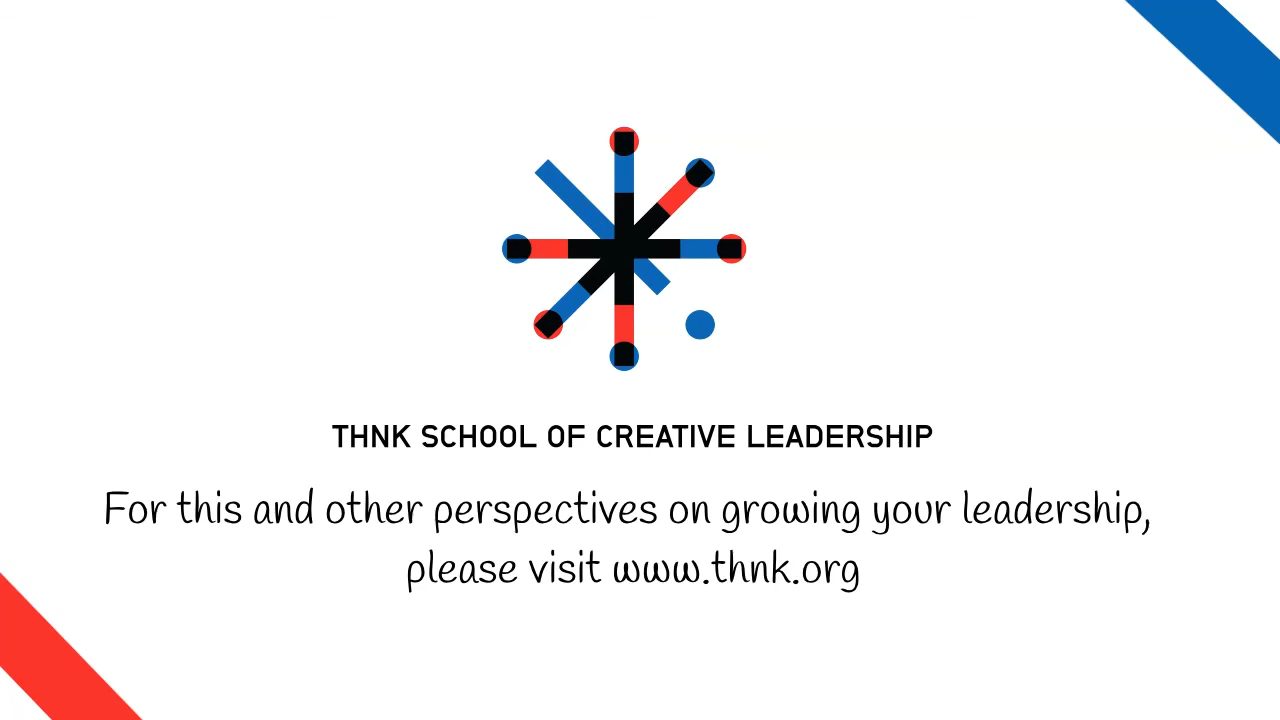 THNK SCHOOL OF CREATIVE LEADERSHIP
For this and other perspectives on growing your leadership,
please visit www.thnk.org